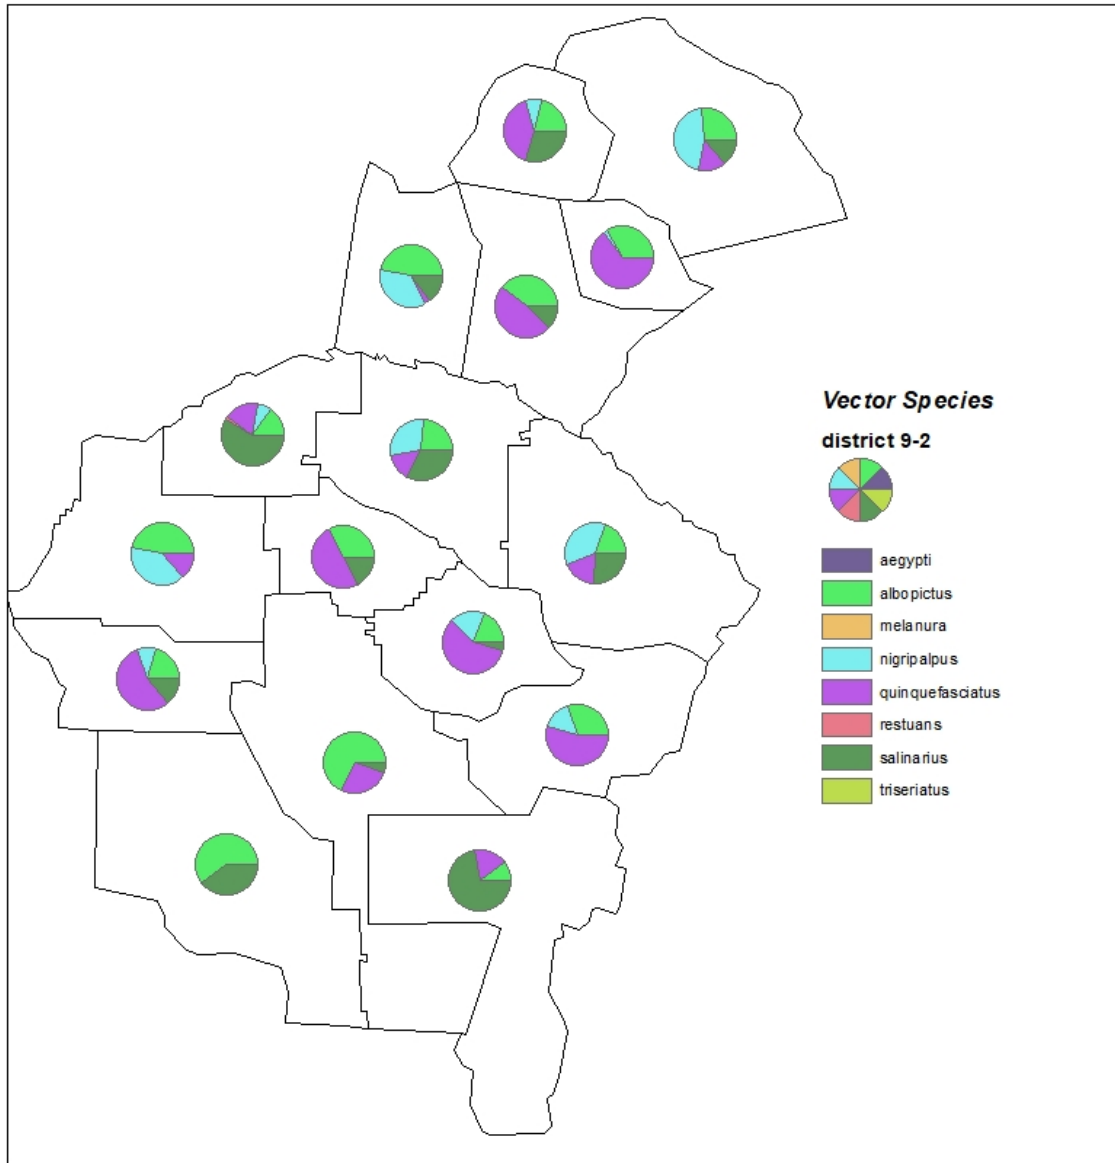 Vector Species
district 9-2
aegypti
albopictus
melanura
nigripalpus
quinquefasciatus
restuans
salinarius
triseriatus